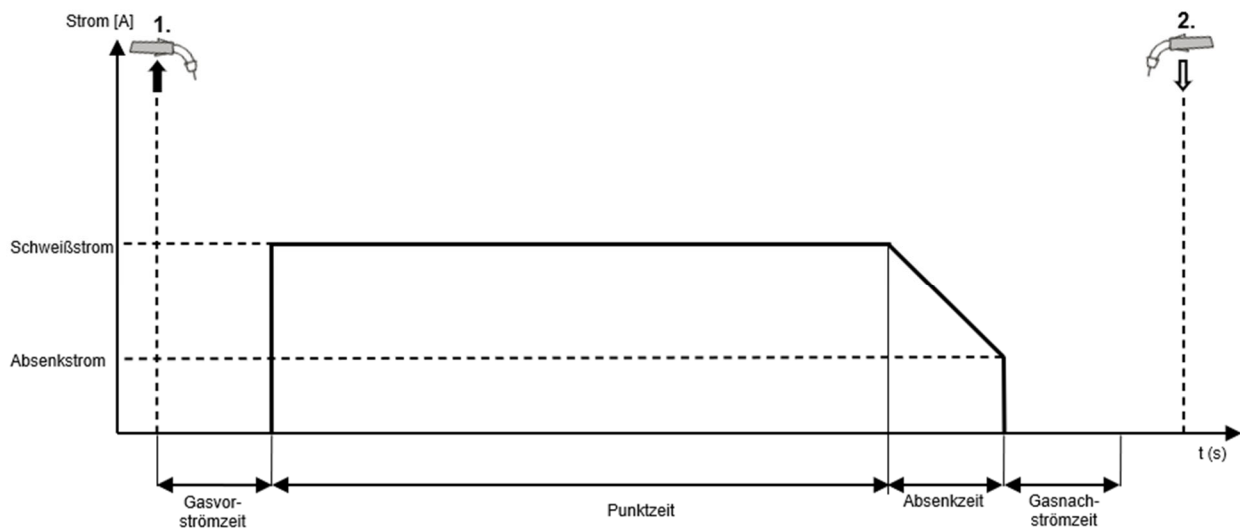 Strom [A]
1.
2.
Schweißstrom
Absenkstrom
t (s)
Gasvor-
strömzeit
Punktzeit
Absenkzeit
Gasnach-
strömzeit